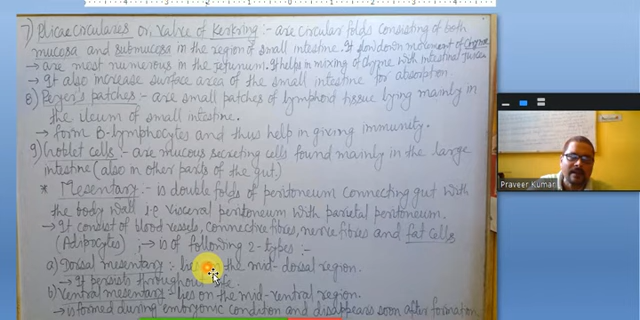 7) Plicae circulares or, Valve of Kerkring :- are circular folds consisting of both
mucosa and submucosa in the region of small intestine. It slow down movement of chyme
→ are most numerous in the jejunum. It helps in mixing of chyme with intestinal juices
→ It also increase surface area of the small intestine for absorption
8) Peyer's patches :- are small patches of lymphoid tissue lying mainly in
the ileum of small intestine.
→ form B-lymphocytes and thus help in giving immunity.
9) Goblet cells :- are mucous secreting cells found mainly in the large
intestine (also in other parts of the gut)
* Mesentary :- is double folds of peritoneum connecting gut with
the body wall i.e visceral peritoneum with parietal peritoneum.
→ It consist of blood vessels, connective fibres, nerve fibres and fat cells
(Adipocytes) ; → is of following 2-types :-
a) Dorsal mesentary :- lies the mid-dorsal region.
→ It persists throughout
b) Ventral mesentary :- lies on the mid-ventral region.
→ is formed during embryonic condition and disappears soon after formation.
Praveer Kumar